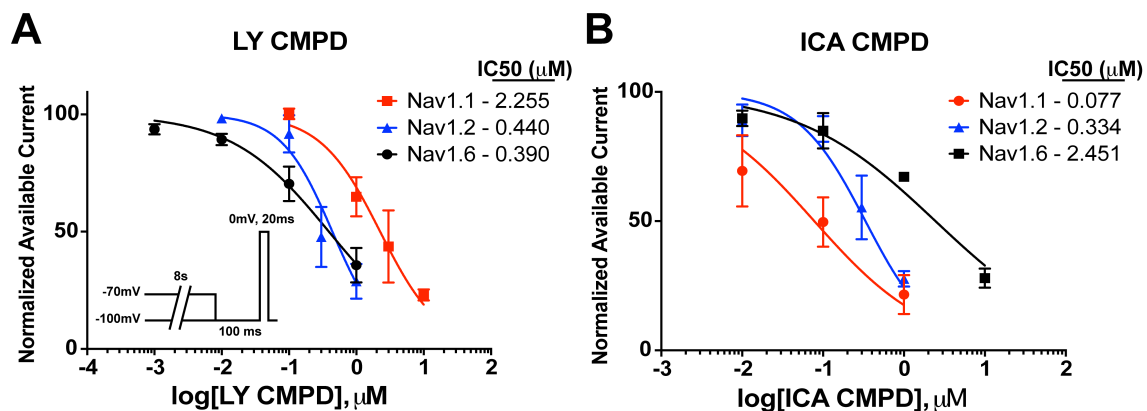 A
LY CMPD
IC50 (μM)
Nav1.1 - 2.255
Nav1.2 - 0.440
Nav1.6 - 0.390
Normalized Available Current
100
50
0
0mV, 20ms
8s
-70mV
-100mV
100 ms
-4 -3 -2 -1 0 1 2
log[LY CMPD], μM
B
ICA CMPD
IC50 (μM)
Nav1.1 - 0.077
Nav1.2 - 0.334
Nav1.6 - 2.451
Normalized Available Current
100
50
0
-3 -2 -1 0 1 2
log[ICA CMPD], μM